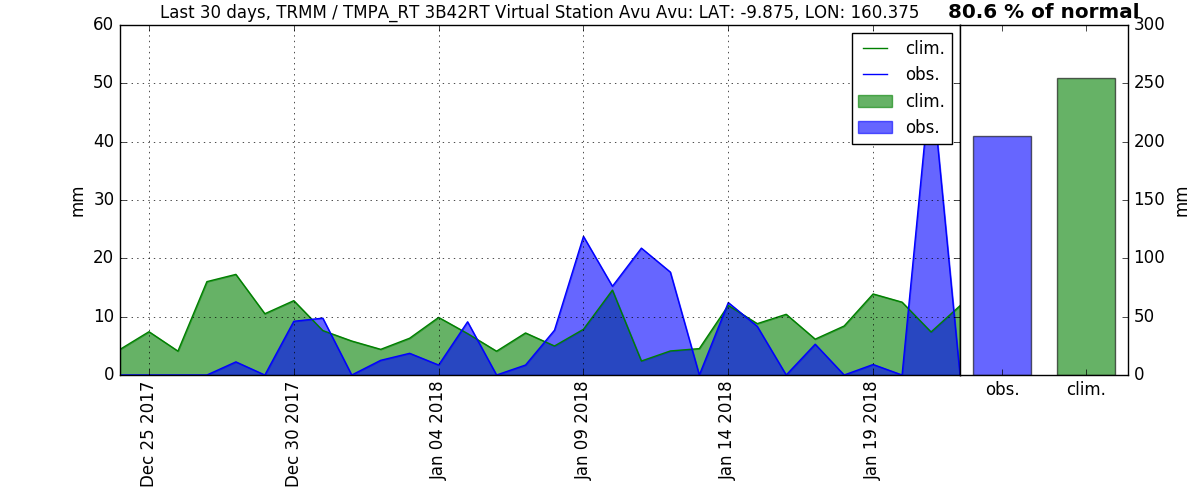 Last 30 days, TRMM / TMPA_RT 3B42RT Virtual Station Avu Avu: LAT: -9.875, LON: 160.375
80.6 % of normal
60
50
40
30
20
10
0
mm
clim.
obs.
clim.
obs.
300
250
200
150
100
50
0
mm
Dec 25 2017
Dec 30 2017
Jan 04 2018
Jan 09 2018
Jan 14 2018
Jan 19 2018
obs.
clim.